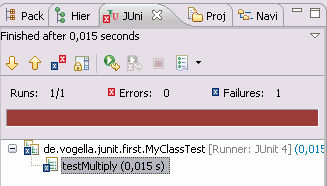 Pack Hier JUni Proj Navi
Finished after 0,015 seconds
Runs: 1/1 Errors: 0 Failures: 1
de.vogella.junit.first.MyClassTest [Runner: JUnit 4] (0,015
testMultiply (0,015 s)